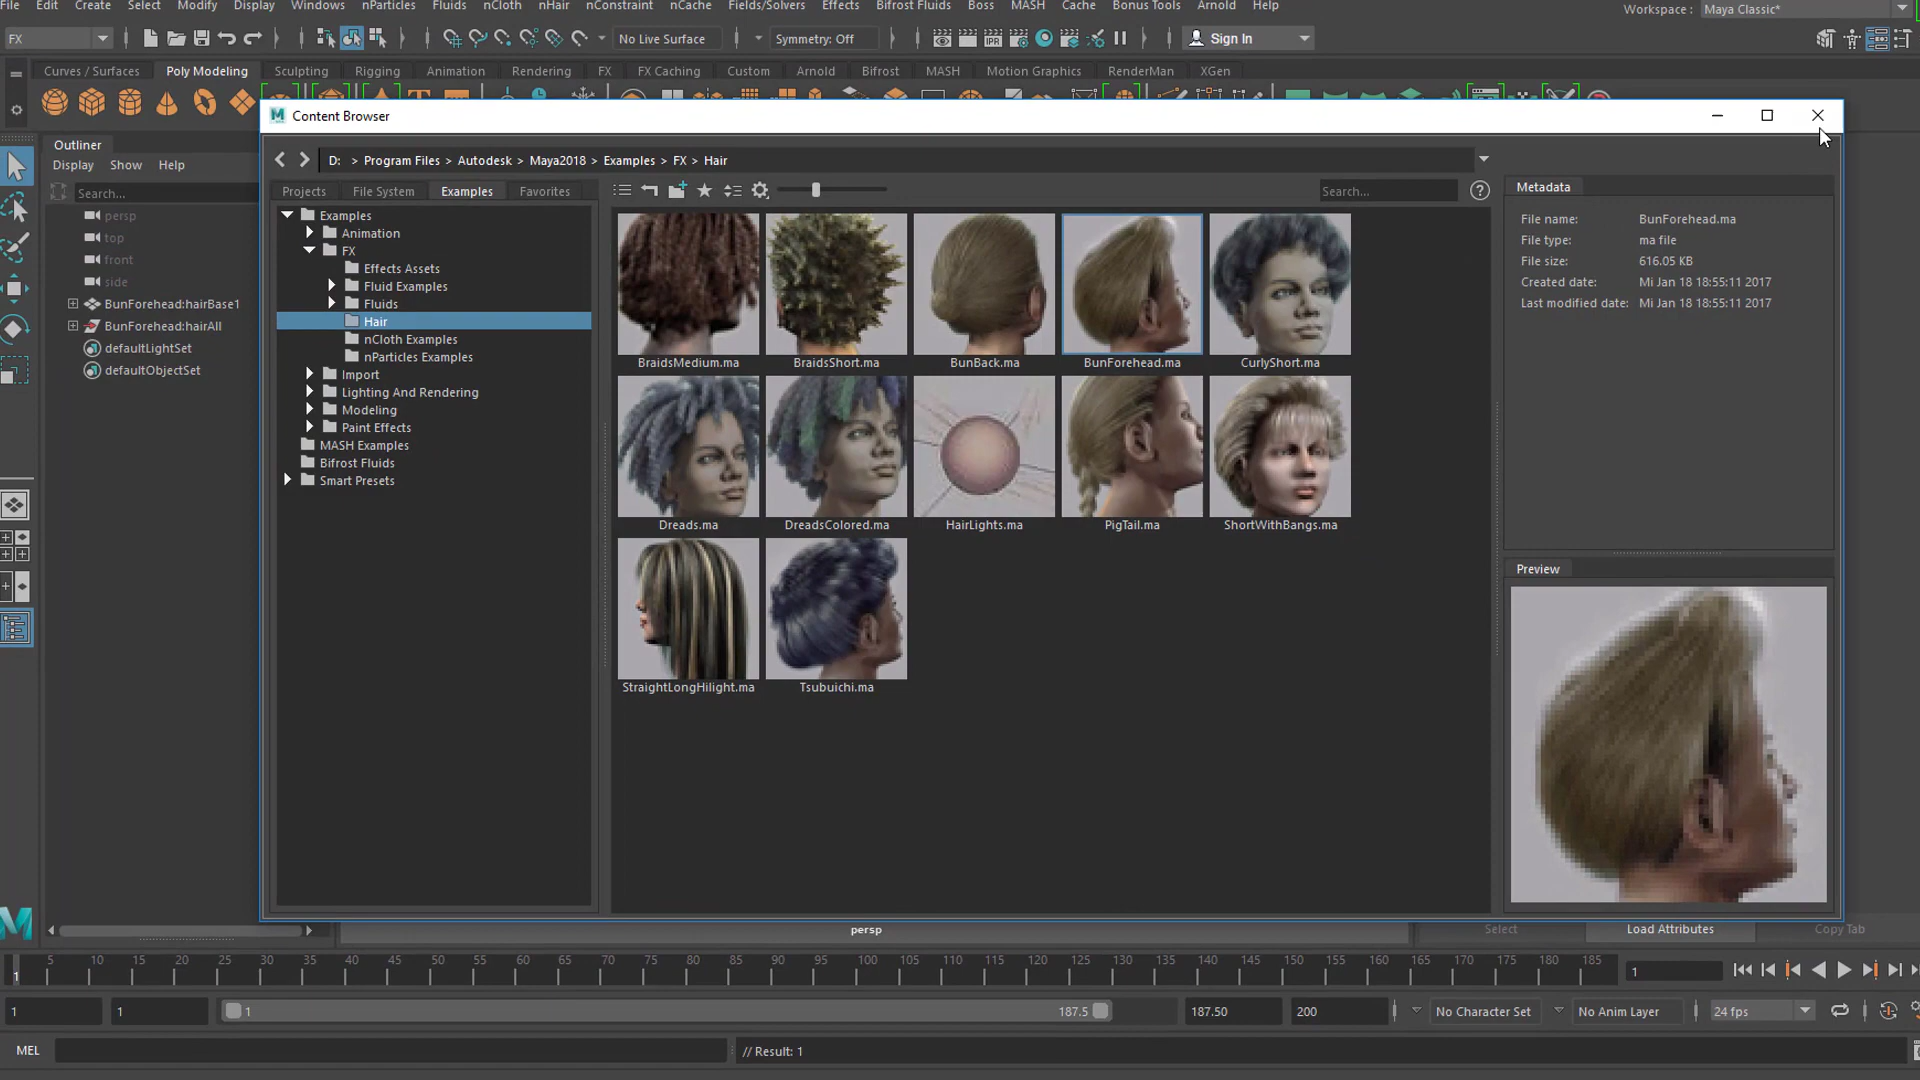 File Edit Create Select Modify Display Windows nParticles Fluids nCloth nHair nConstraint nCache Fields/Solvers Effects Bifrost Fluids Boss MASH Cache Bonus Tools Arnold Help
Workspace : Maya Classic*
FX No Live Surface Symmetry: Off IPR Sign In
Curves / Surfaces Poly Modeling Sculpting Rigging Animation Rendering FX FX Caching Custom Arnold Bifrost MASH Motion Graphics RenderMan XGen
Content Browser
Outliner
Display Show Help
Search...
persp
top
front
side
BunForehead:hairBase1
BunForehead:hairAll
defaultLightSet
defaultObjectSet
D: > Program Files > Autodesk > Maya2018 > Examples > FX > Hair
Projects File System Examples Favorites
Search...
Examples
Animation
FX
Effects Assets
Fluid Examples
Fluids
Hair
nCloth Examples
nParticles Examples
Import
Lighting And Rendering
Modeling
Paint Effects
MASH Examples
Bifrost Fluids
Smart Presets
BraidsMedium.ma BraidsShort.ma BunBack.ma BunForehead.ma CurlyShort.ma
Dreads.ma DreadsColored.ma HairLights.ma PigTail.ma ShortWithBangs.ma
StraightLongHilight.ma Tsubuichi.ma
Metadata
File name: BunForehead.ma
File type: ma file
File size: 616.05 KB
Created date: Mi Jan 18 18:55:11 2017
Last modified date: Mi Jan 18 18:55:11 2017
Preview
persp
Select Load Attributes Copy Tab
1 5 10 15 20 25 30 35 40 45 50 55 60 65 70 75 80 85 90 95 100 105 110 115 120 125 130 135 140 145 150 155 160 165 170 175 180 185 1
1 1 1 187.5 187.50 200 No Character Set No Anim Layer 24 fps
MEL // Result: 1